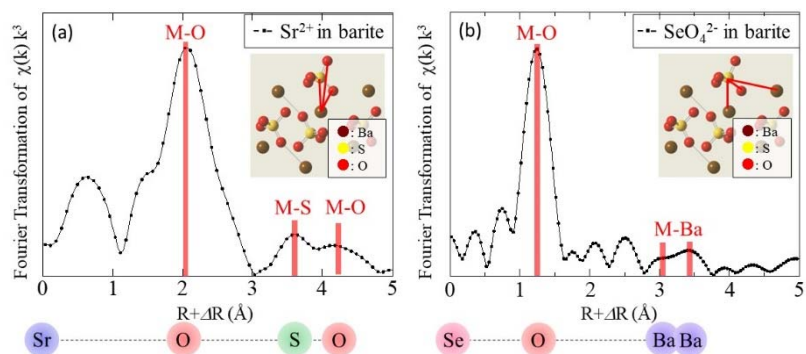 (a)
Sr²⁺ in barite
M-O
Fourier Transformation of χ(k) k³
: Ba
: S
: O
M-S
M-O
0 1 2 3 4 5
R+ΔR (Å)
Sr O S O
(b)
SeO₄²⁻ in barite
M-O
Fourier Transformation of χ(k) k³
: Ba
: S
: O
M-Ba
0 1 2 3 4 5
R+ΔR (Å)
Se O Ba Ba